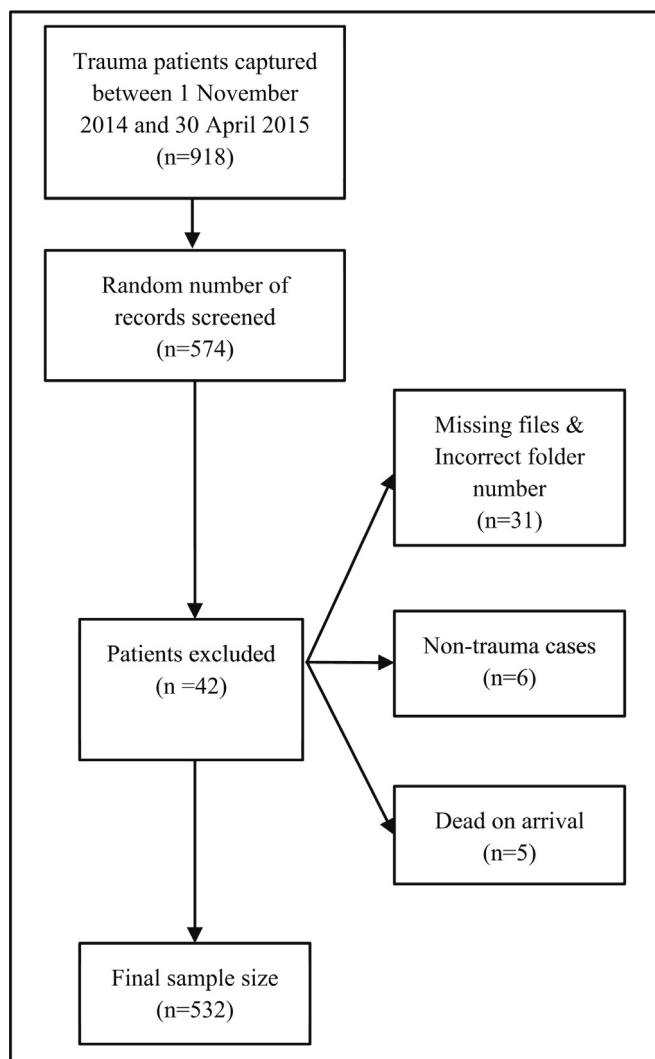 Trauma patients captured
between 1 November
2014 and 30 April 2015
(n=918)
Random number of
records screened
(n=574)
Missing files &
Incorrect folder
number
(n=31)
Patients excluded
(n =42)
Non-trauma cases
(n=6)
Dead on arrival
(n=5)
Final sample size
(n=532)